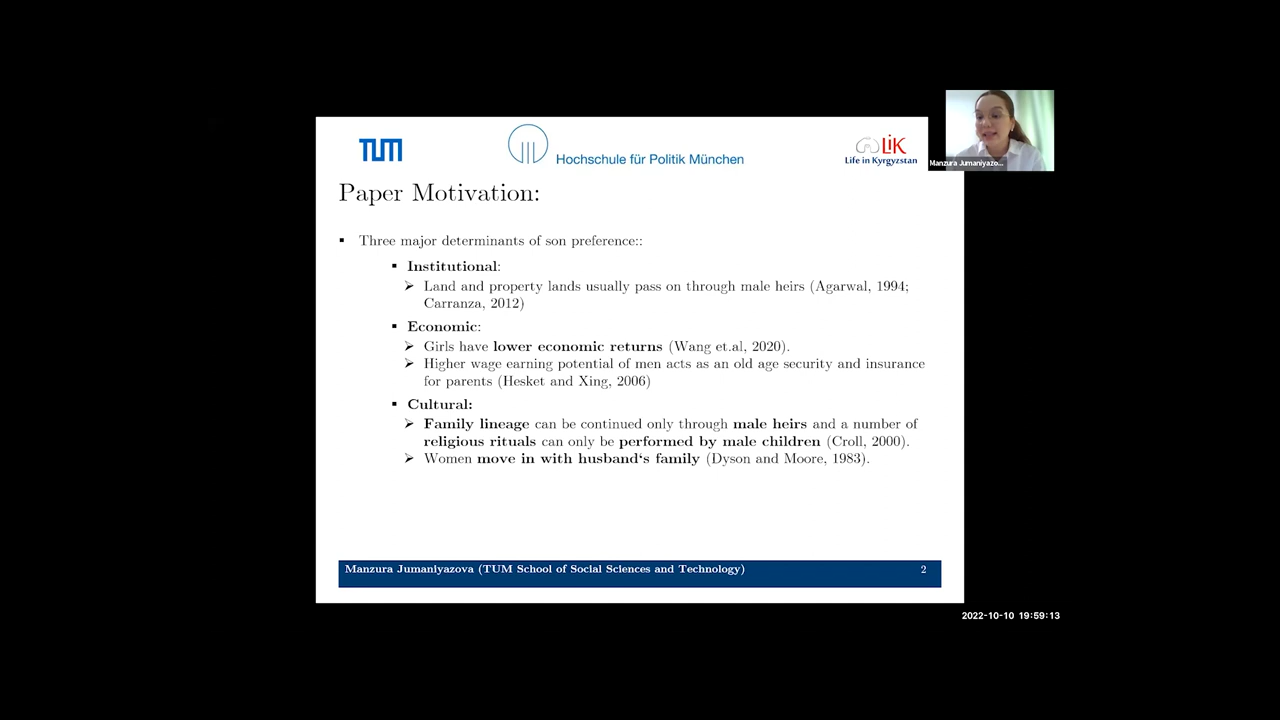 TUM
Hochschule für Politik München
LiK
Life in Kyrgyzstan
Manzura Jumaniyazo...
Paper Motivation:
▪ Three major determinants of son preference::
▪ Institutional:
➢ Land and property lands usually pass on through male heirs (Agarwal, 1994;
Carranza, 2012)
▪ Economic:
➢ Girls have lower economic returns (Wang et.al, 2020).
➢ Higher wage earning potential of men acts as an old age security and insurance
for parents (Hesket and Xing, 2006)
▪ Cultural:
➢ Family lineage can be continued only through male heirs and a number of
religious rituals can only be performed by male children (Croll, 2000).
➢ Women move in with husband‘s family (Dyson and Moore, 1983).
Manzura Jumaniyazova (TUM School of Social Sciences and Technology) 2
2022-10-10 19:59:13